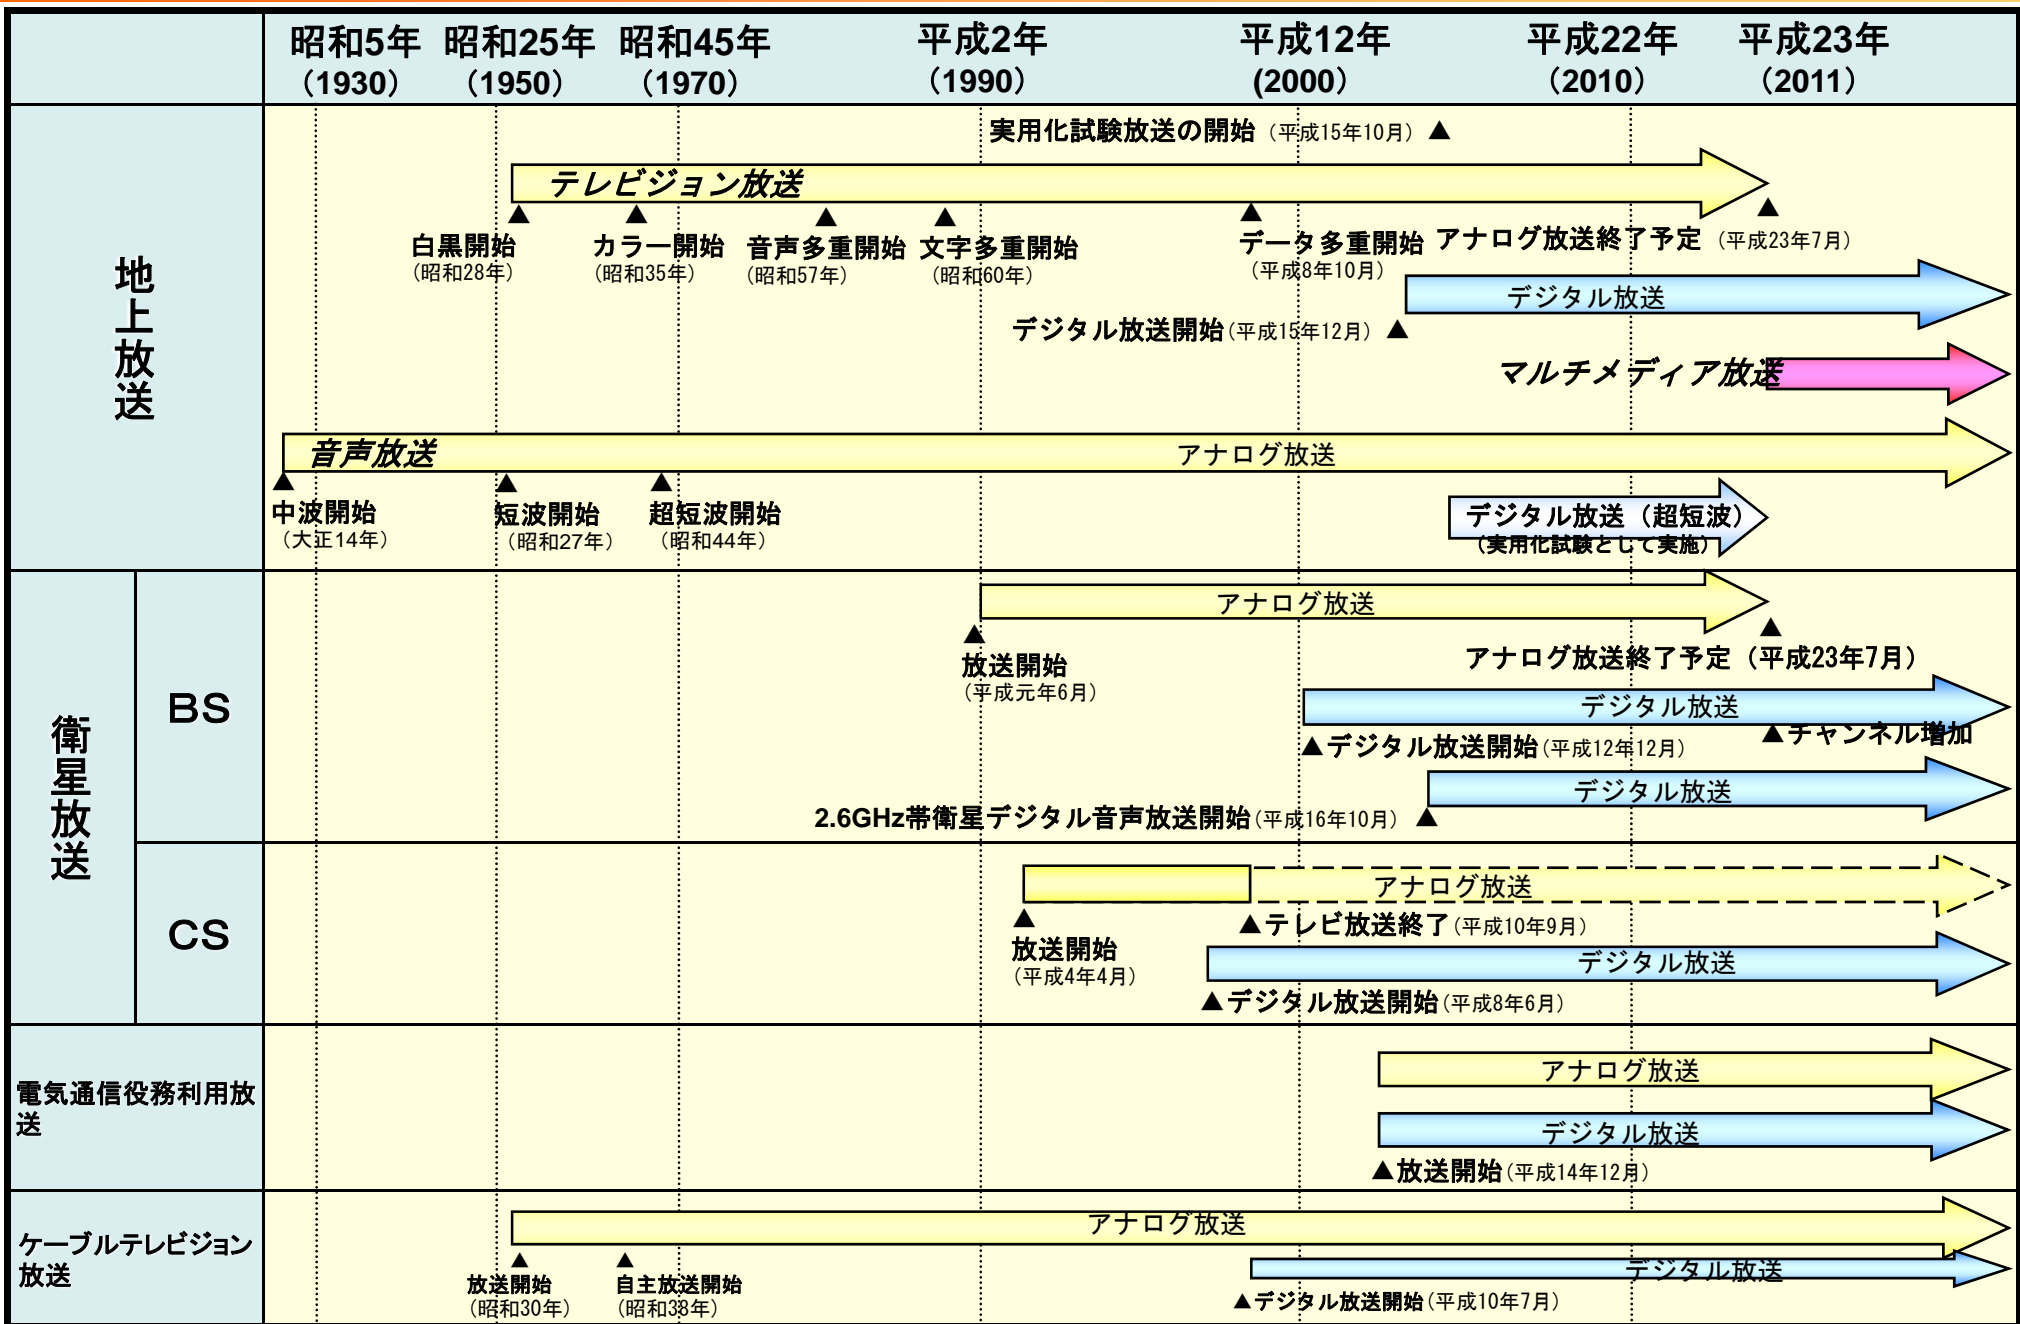 昭和5年 昭和25年 昭和45年 平成2年 平成12年 平成22年 平成23年
（1930） （1950） （1970） （1990） (2000） （2010） （2011）
地上放送
実用化試験放送の開始（平成15年10月）▲
テレビジョン放送
▲ ▲ ▲ ▲ ▲ ▲
白黒開始 カラー開始 音声多重開始 文字多重開始 データ多重開始 アナログ放送終了予定（平成23年7月）
（昭和28年） （昭和35年） （昭和57年） （昭和60年） （平成8年10月）
デジタル放送
デジタル放送開始（平成15年12月）▲
マルチメディア放送
音声放送 アナログ放送
▲ ▲ ▲
中波開始 短波開始 超短波開始
（大正14年） （昭和27年） （昭和44年）
デジタル放送（超短波）
（実用化試験として実施）
衛星放送
BS
アナログ放送
▲ ▲
放送開始 アナログ放送終了予定（平成23年7月）
（平成元年6月）
デジタル放送
▲デジタル放送開始（平成12年12月） ▲チャンネル増加
デジタル放送
2.6GHz帯衛星デジタル音声放送開始（平成16年10月）▲
CS
アナログ放送
▲ ▲テレビ放送終了（平成10年9月）
放送開始
（平成4年4月）
デジタル放送
▲デジタル放送開始（平成8年6月）
電気通信役務利用放
送
アナログ放送
デジタル放送
▲放送開始（平成14年12月）
ケーブルテレビジョン
放送
アナログ放送
▲ ▲
放送開始 自主放送開始
（昭和30年） （昭和38年）
デジタル放送
▲デジタル放送開始（平成10年7月）